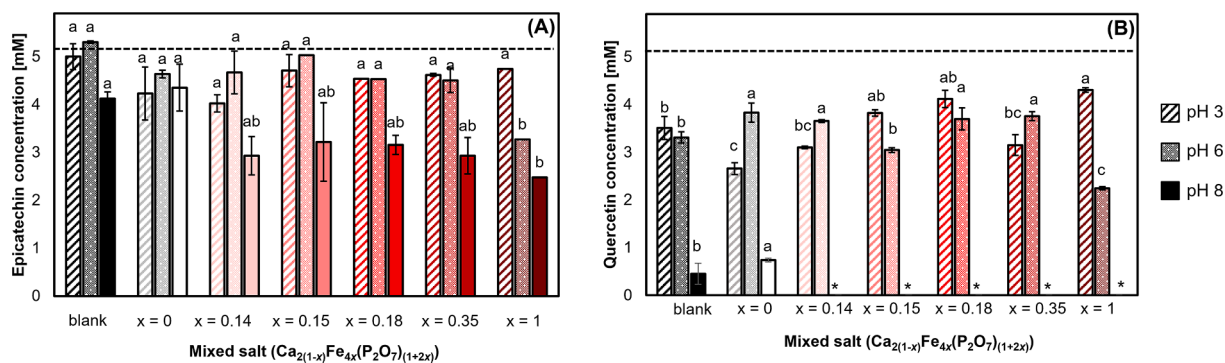 (A)
Epicatechin concentration [mM]
5
4
3
2
1
0
a a a
a a a
a a ab
a a ab
a a ab
a a ab
a b b
blank x = 0 x = 0.14 x = 0.15 x = 0.18 x = 0.35 x = 1
Mixed salt (Ca2(1-x)Fe4x(P2O7)(1+2x))
(B)
Quercetin concentration [mM]
5
4
3
2
1
0
b b b
c a a
bc a *
ab b *
ab a *
bc a *
a c *
blank x = 0 x = 0.14 x = 0.15 x = 0.18 x = 0.35 x = 1
Mixed salt (Ca2(1-x)Fe4x(P2O7)(1+2x))
pH 3
pH 6
pH 8